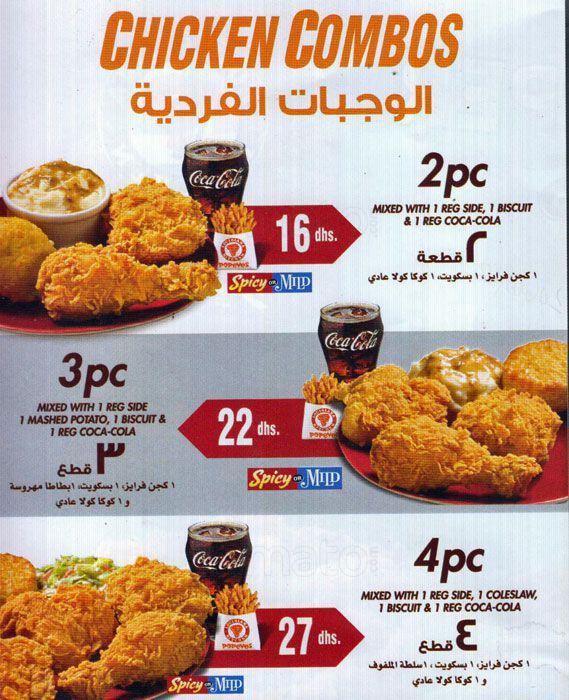 CHICKEN COMBOS
الوجبات الفردية
Coca-Cola
2pc
MIXED WITH 1 REG SIDE, 1 BISCUIT
& 1 REG COCA-COLA
16 dhs.
POPEYES
Spicy OR MILD
٢ قطعة
١ كجن فرايز، ١ بسكويت، ١ كوكا كولا عادي
3pc
MIXED WITH 1 REG SIDE
1 MASHED POTATO, 1 BISCUIT &
1 REG COCA-COLA
٣ قطع
١ كجن فرايز، ١ بسكويت، ١بطاطا مهروسة
و ١ كوكا كولا عادي
22 dhs.
Coca-Cola
POPEYES
Spicy OR MILD
Coca-Cola
4pc
MIXED WITH 1 REG SIDE, 1 COLESLAW,
1 BISCUIT & 1 REG COCA-COLA
27 dhs.
Spicy OR MILD
٤ قطع
١ كجن فرايز، ١ بسكويت، ١سلطة الملفوف
و ١ كوكا كولا عادي